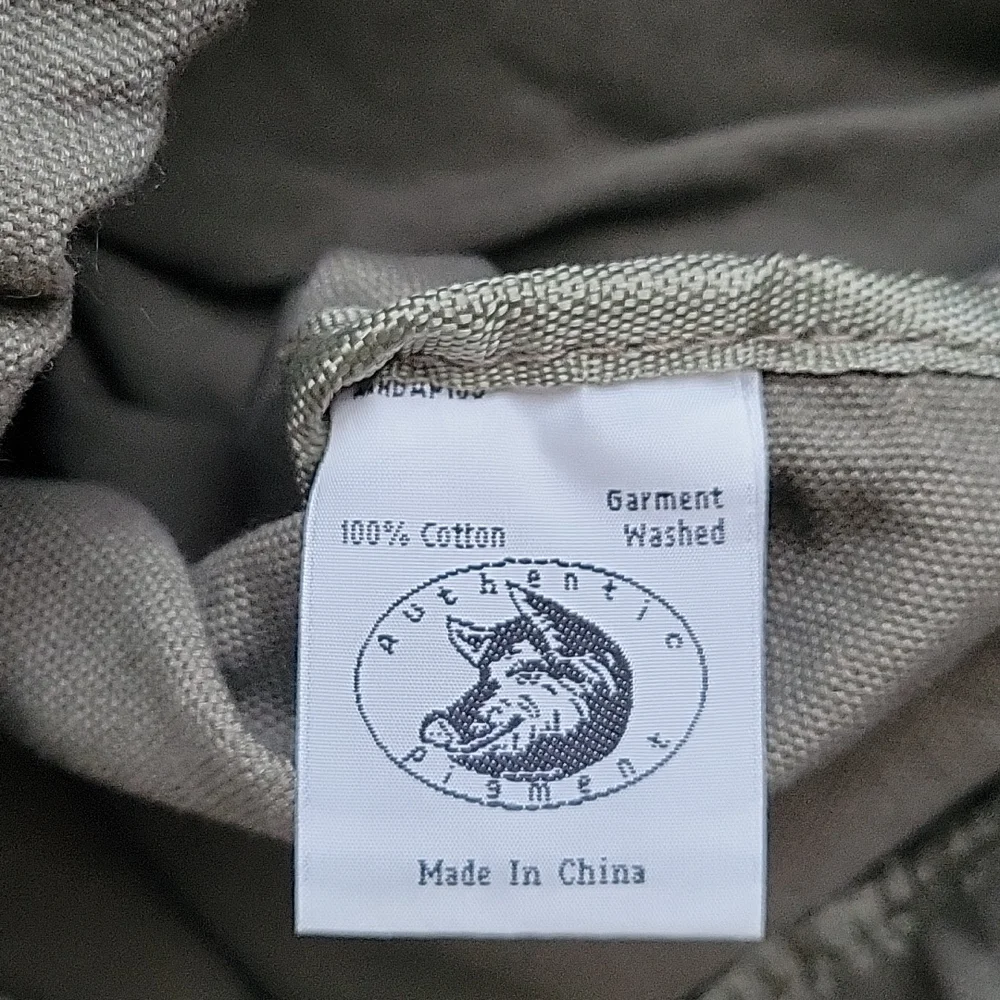 Garment
100% Cotton Washed
Authentic
pigment
Made In China